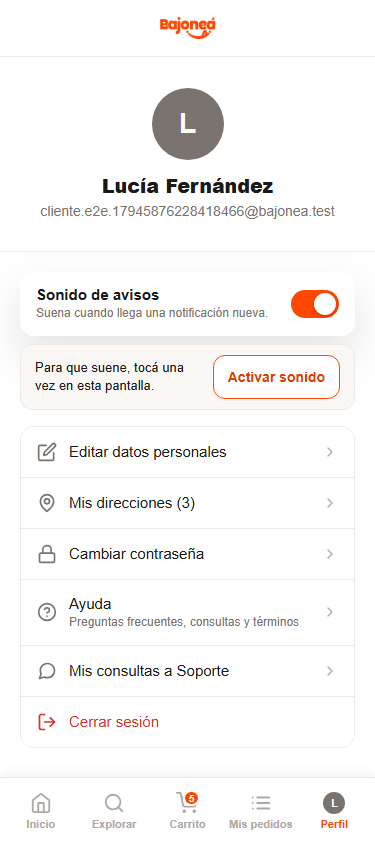 Bajoneá
L
Lucía Fernández
cliente.e2e.17945876228418466@bajonea.test
Sonido de avisos
Suena cuando llega una notificación nueva.
Para que suene, tocá una
vez en esta pantalla.
Activar sonido
Editar datos personales
Mis direcciones (3)
Cambiar contraseña
Ayuda
Preguntas frecuentes, consultas y términos
Mis consultas a Soporte
Cerrar sesión
5
L
Inicio
Explorar
Carrito
Mis pedidos
Perfil